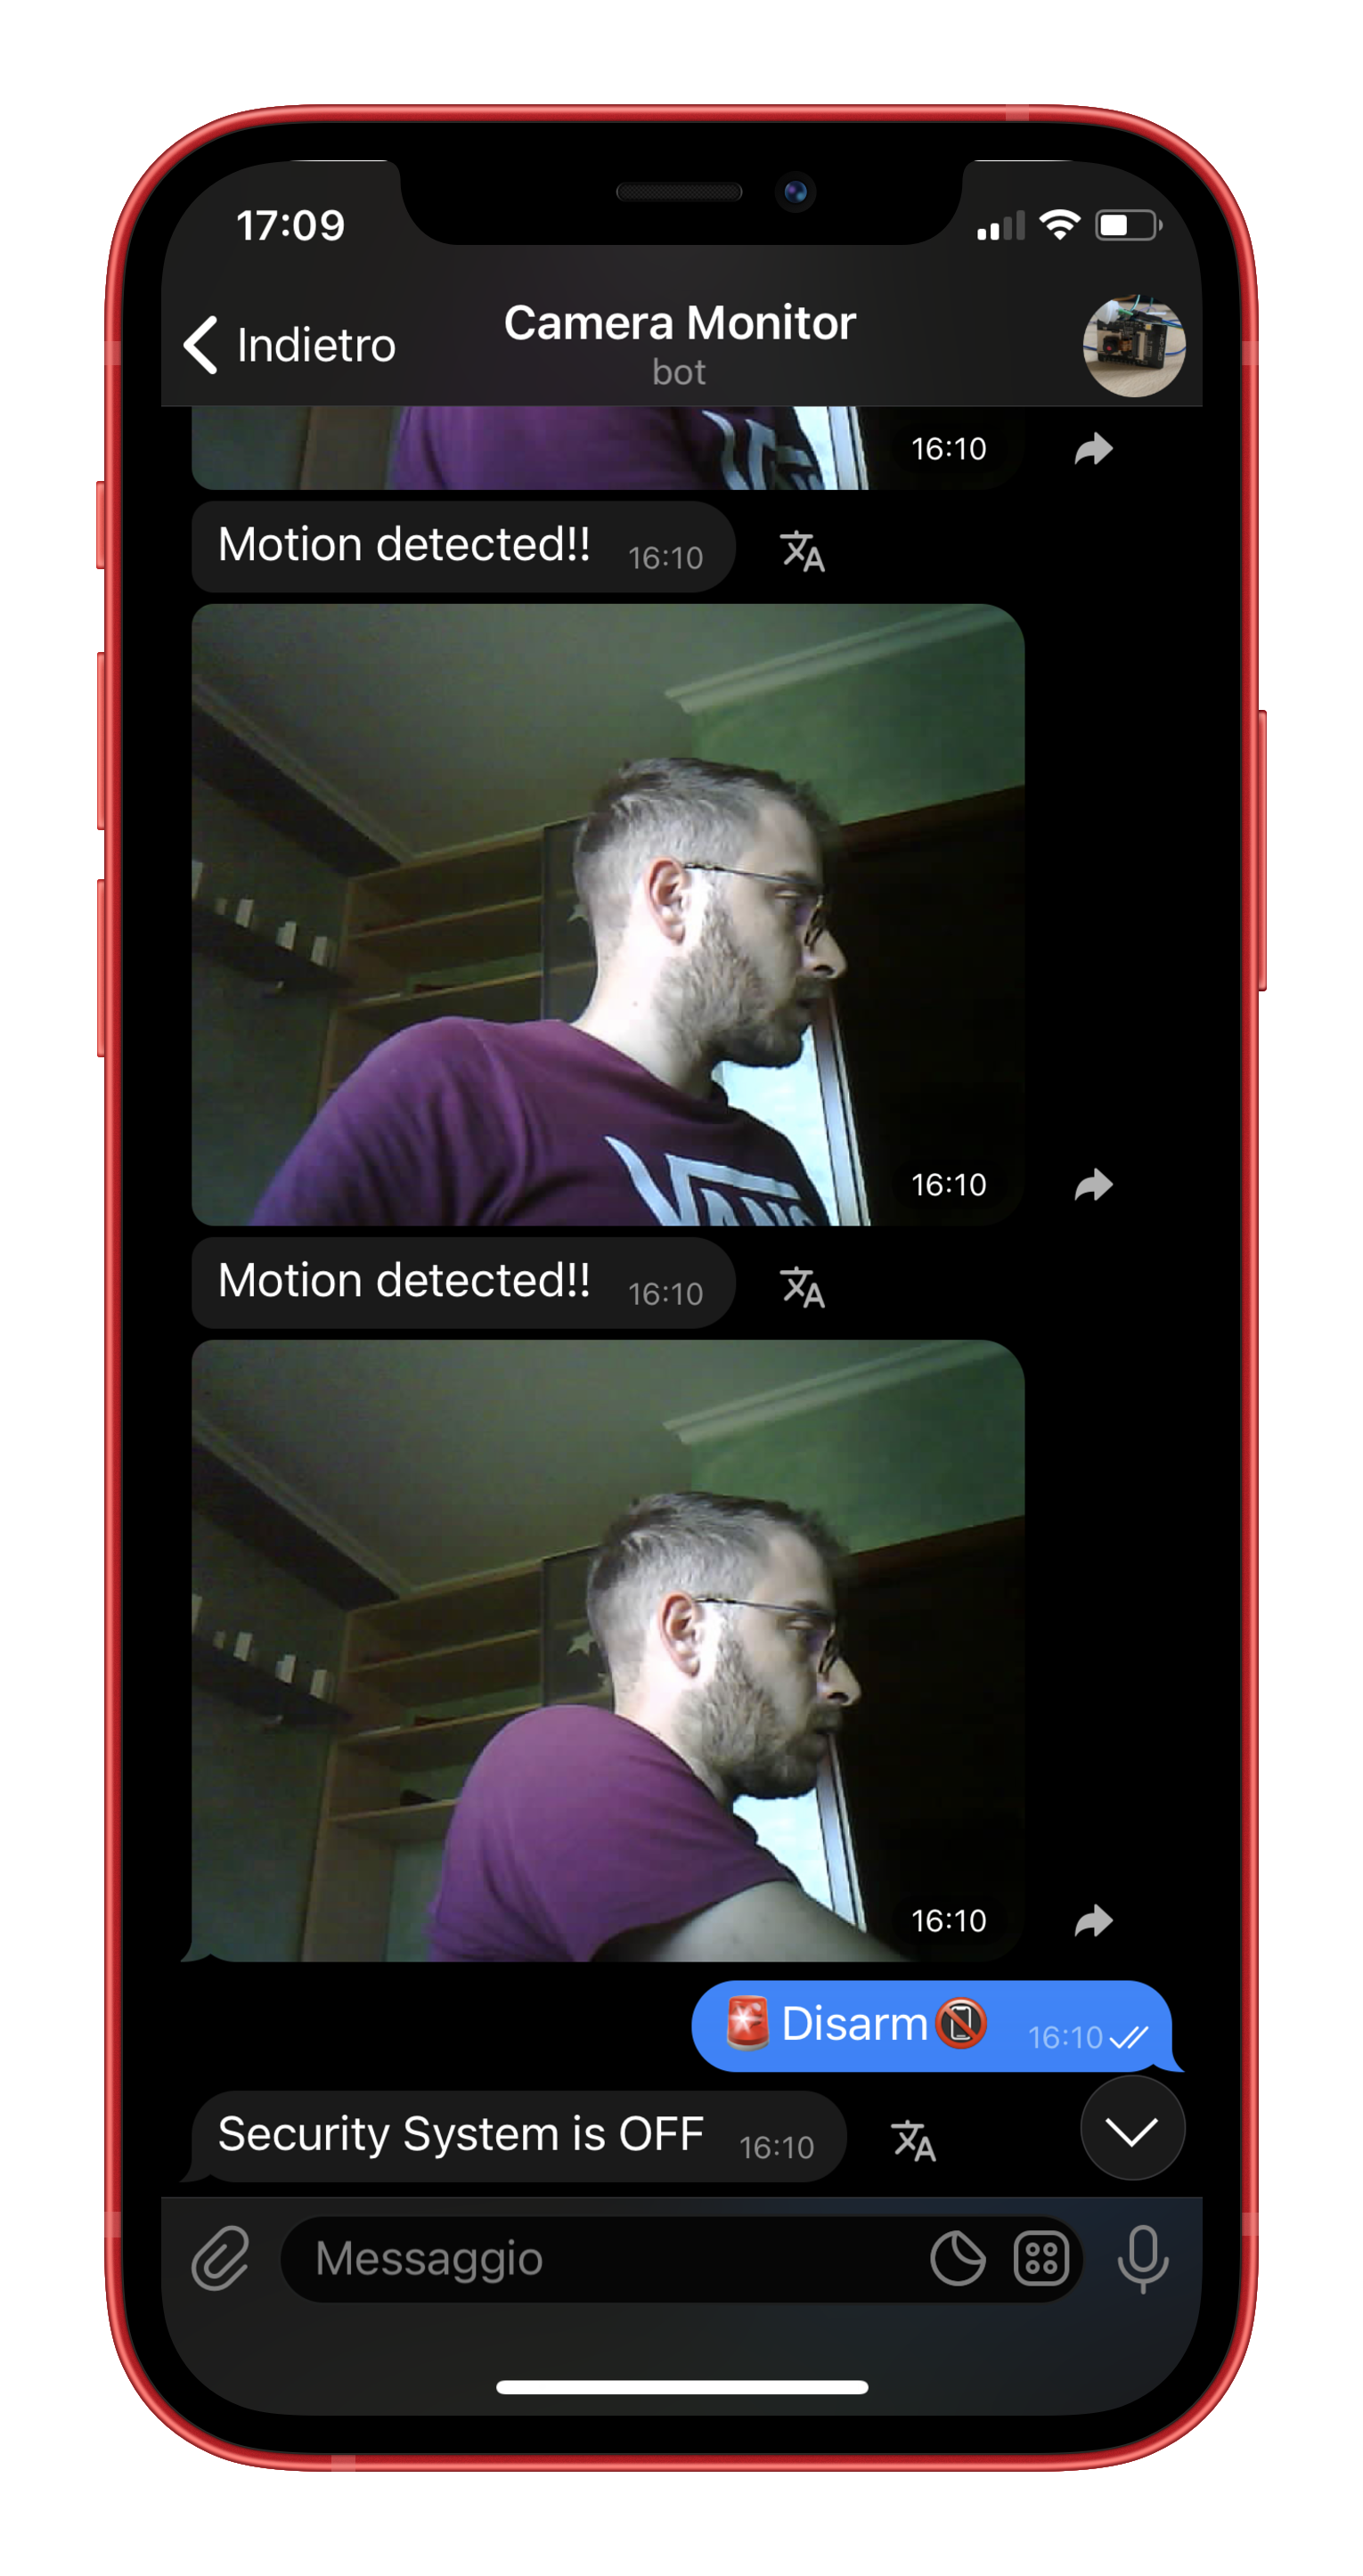 17:09
Indietro
Camera Monitor
bot
16:10
Motion detected!! 16:10
VANS
16:10
Motion detected!! 16:10
16:10
🚨Disarm📵 16:10
Security System is OFF 16:10
Messaggio